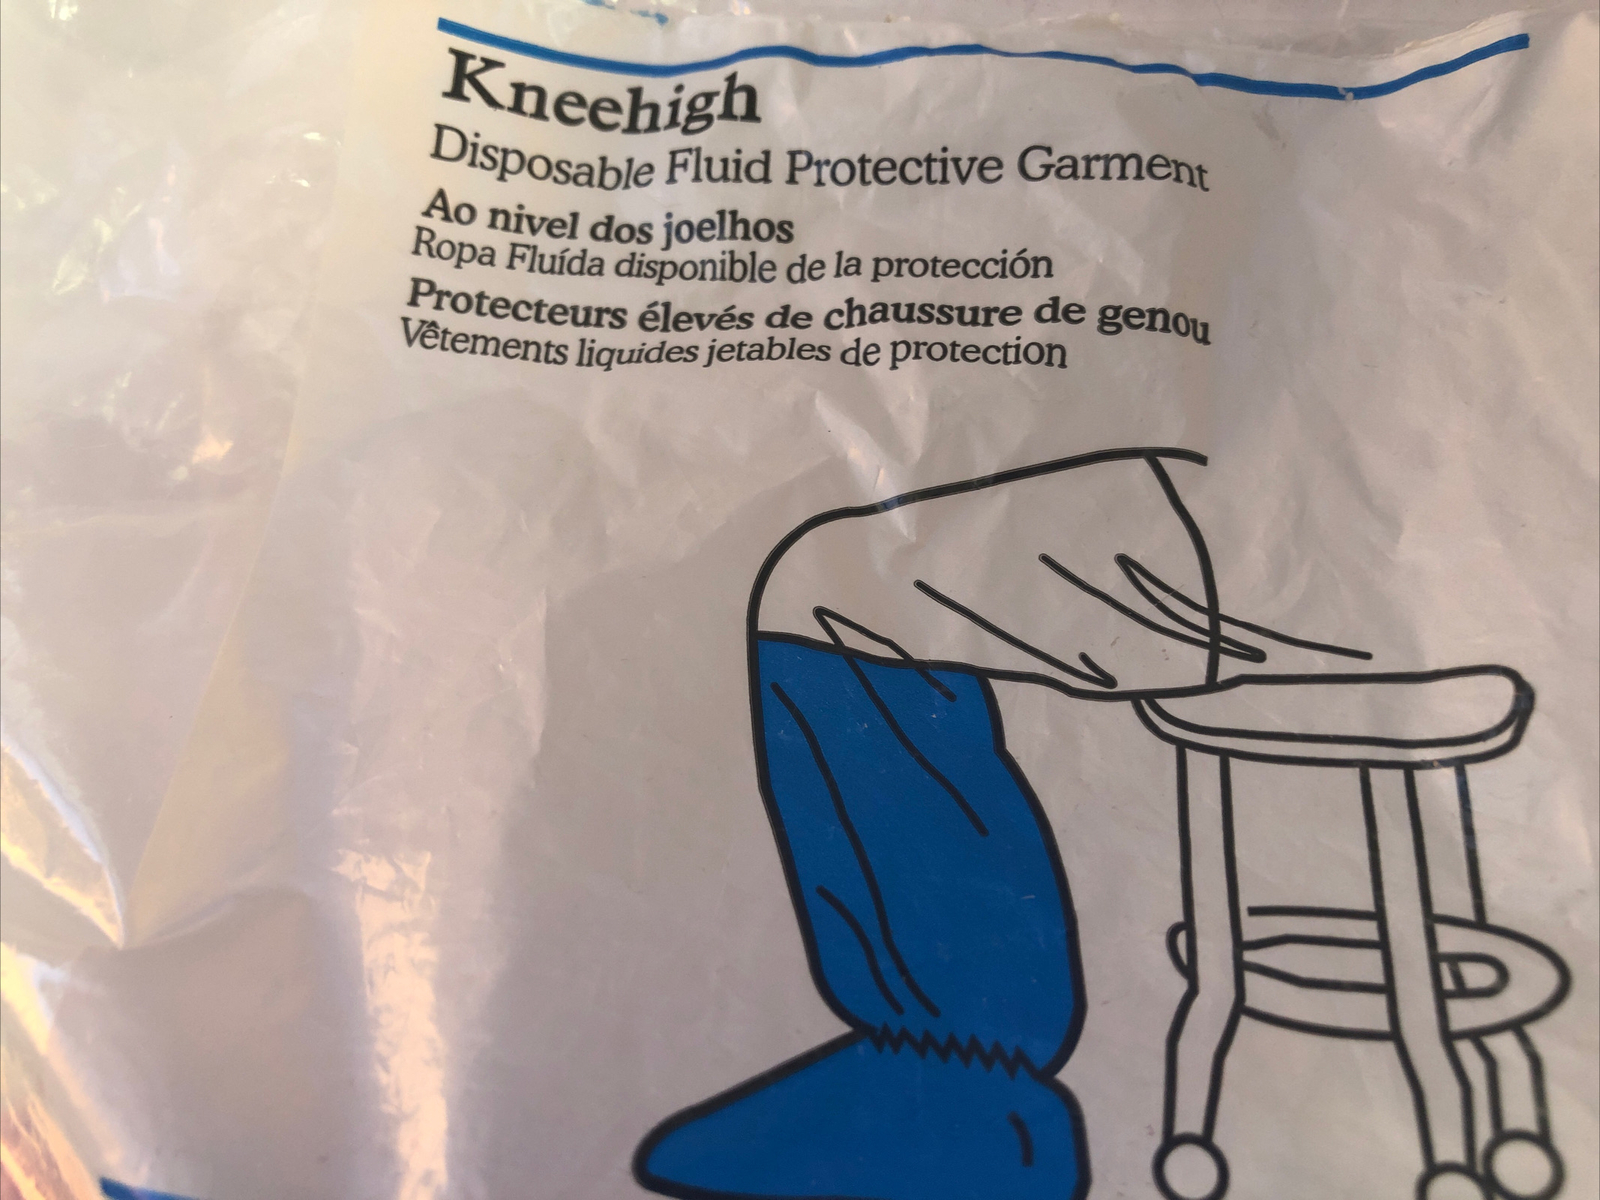 Kneehigh
Disposable Fluid Protective Garment
Ao nivel dos joelhos
Ropa Fluída disponible de la protección
Protecteurs élevés de chaussure de genou
Vêtements liquides jetables de protection